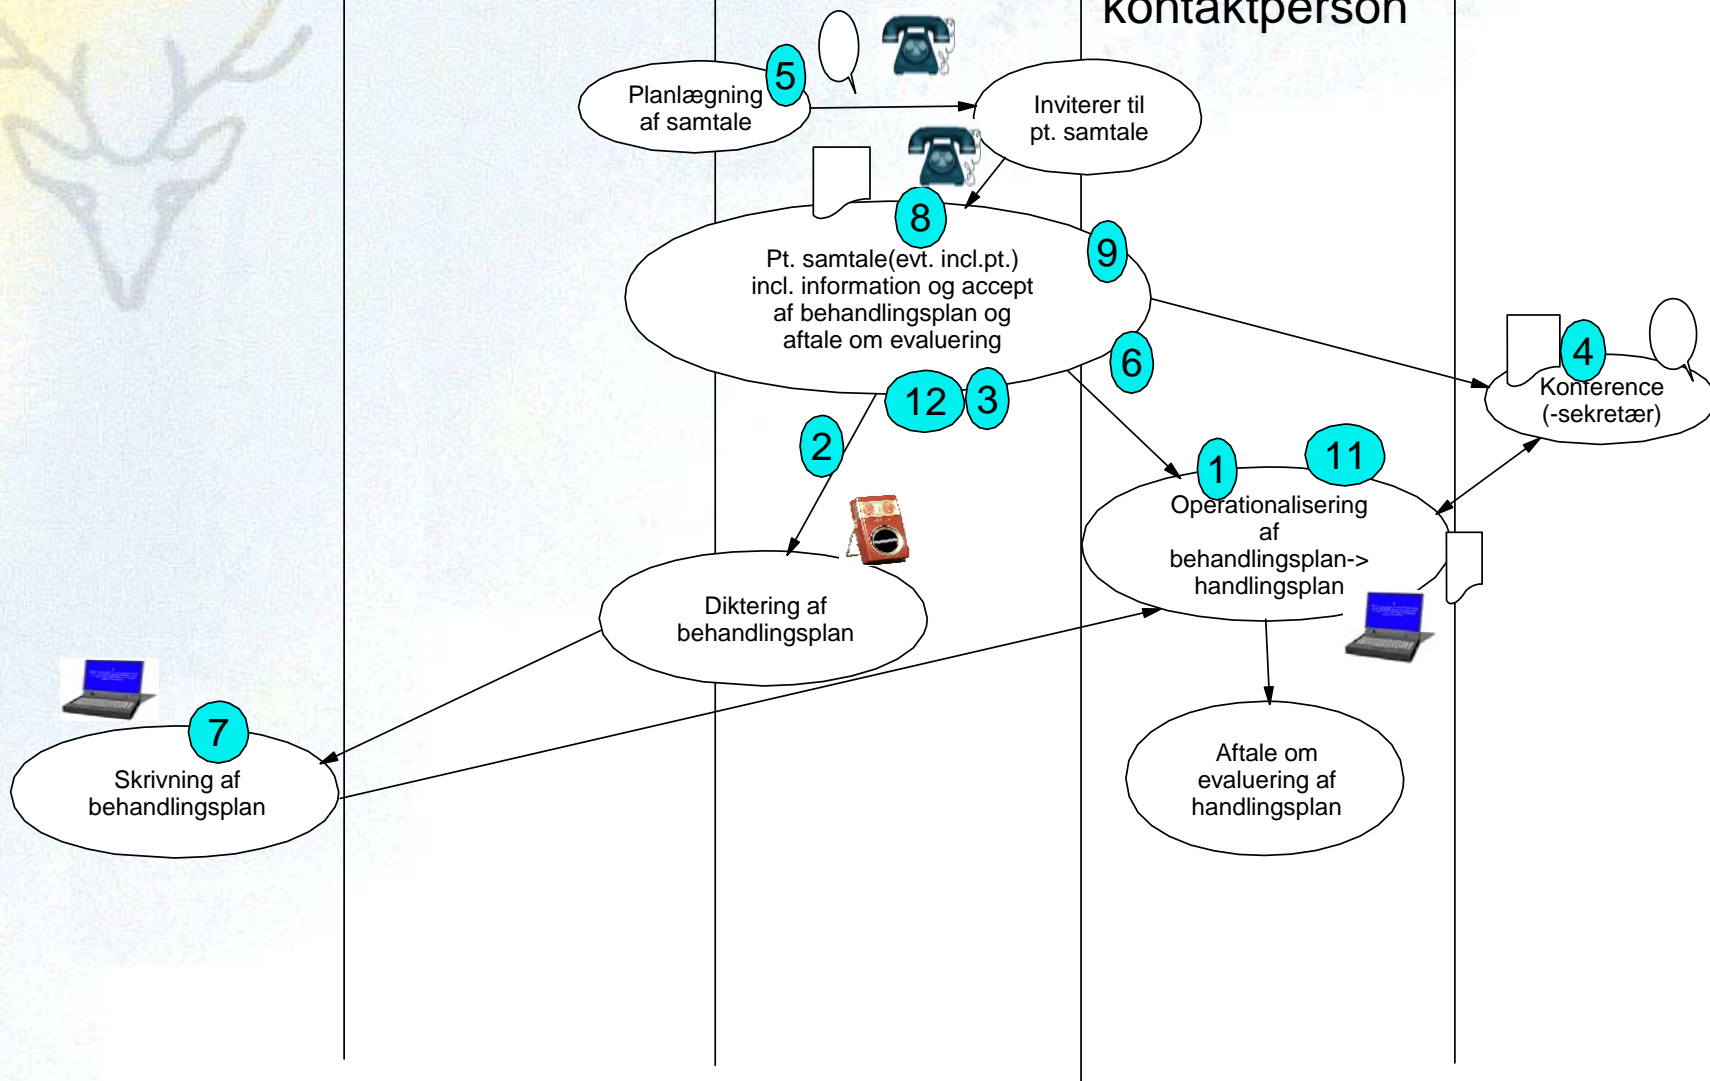 kontaktperson
5
Planlægning
af samtale
Inviterer til
pt. samtale
8
9
Pt. samtale(evt. incl.pt.)
incl. information og accept
af behandlingsplan og
aftale om evaluering
6
12
3
4
Konference
(-sekretær)
2
1
11
Operationalisering
af
behandlingsplan->
handlingsplan
Diktering af
behandlingsplan
7
Skrivning af
behandlingsplan
Aftale om
evaluering af
handlingsplan